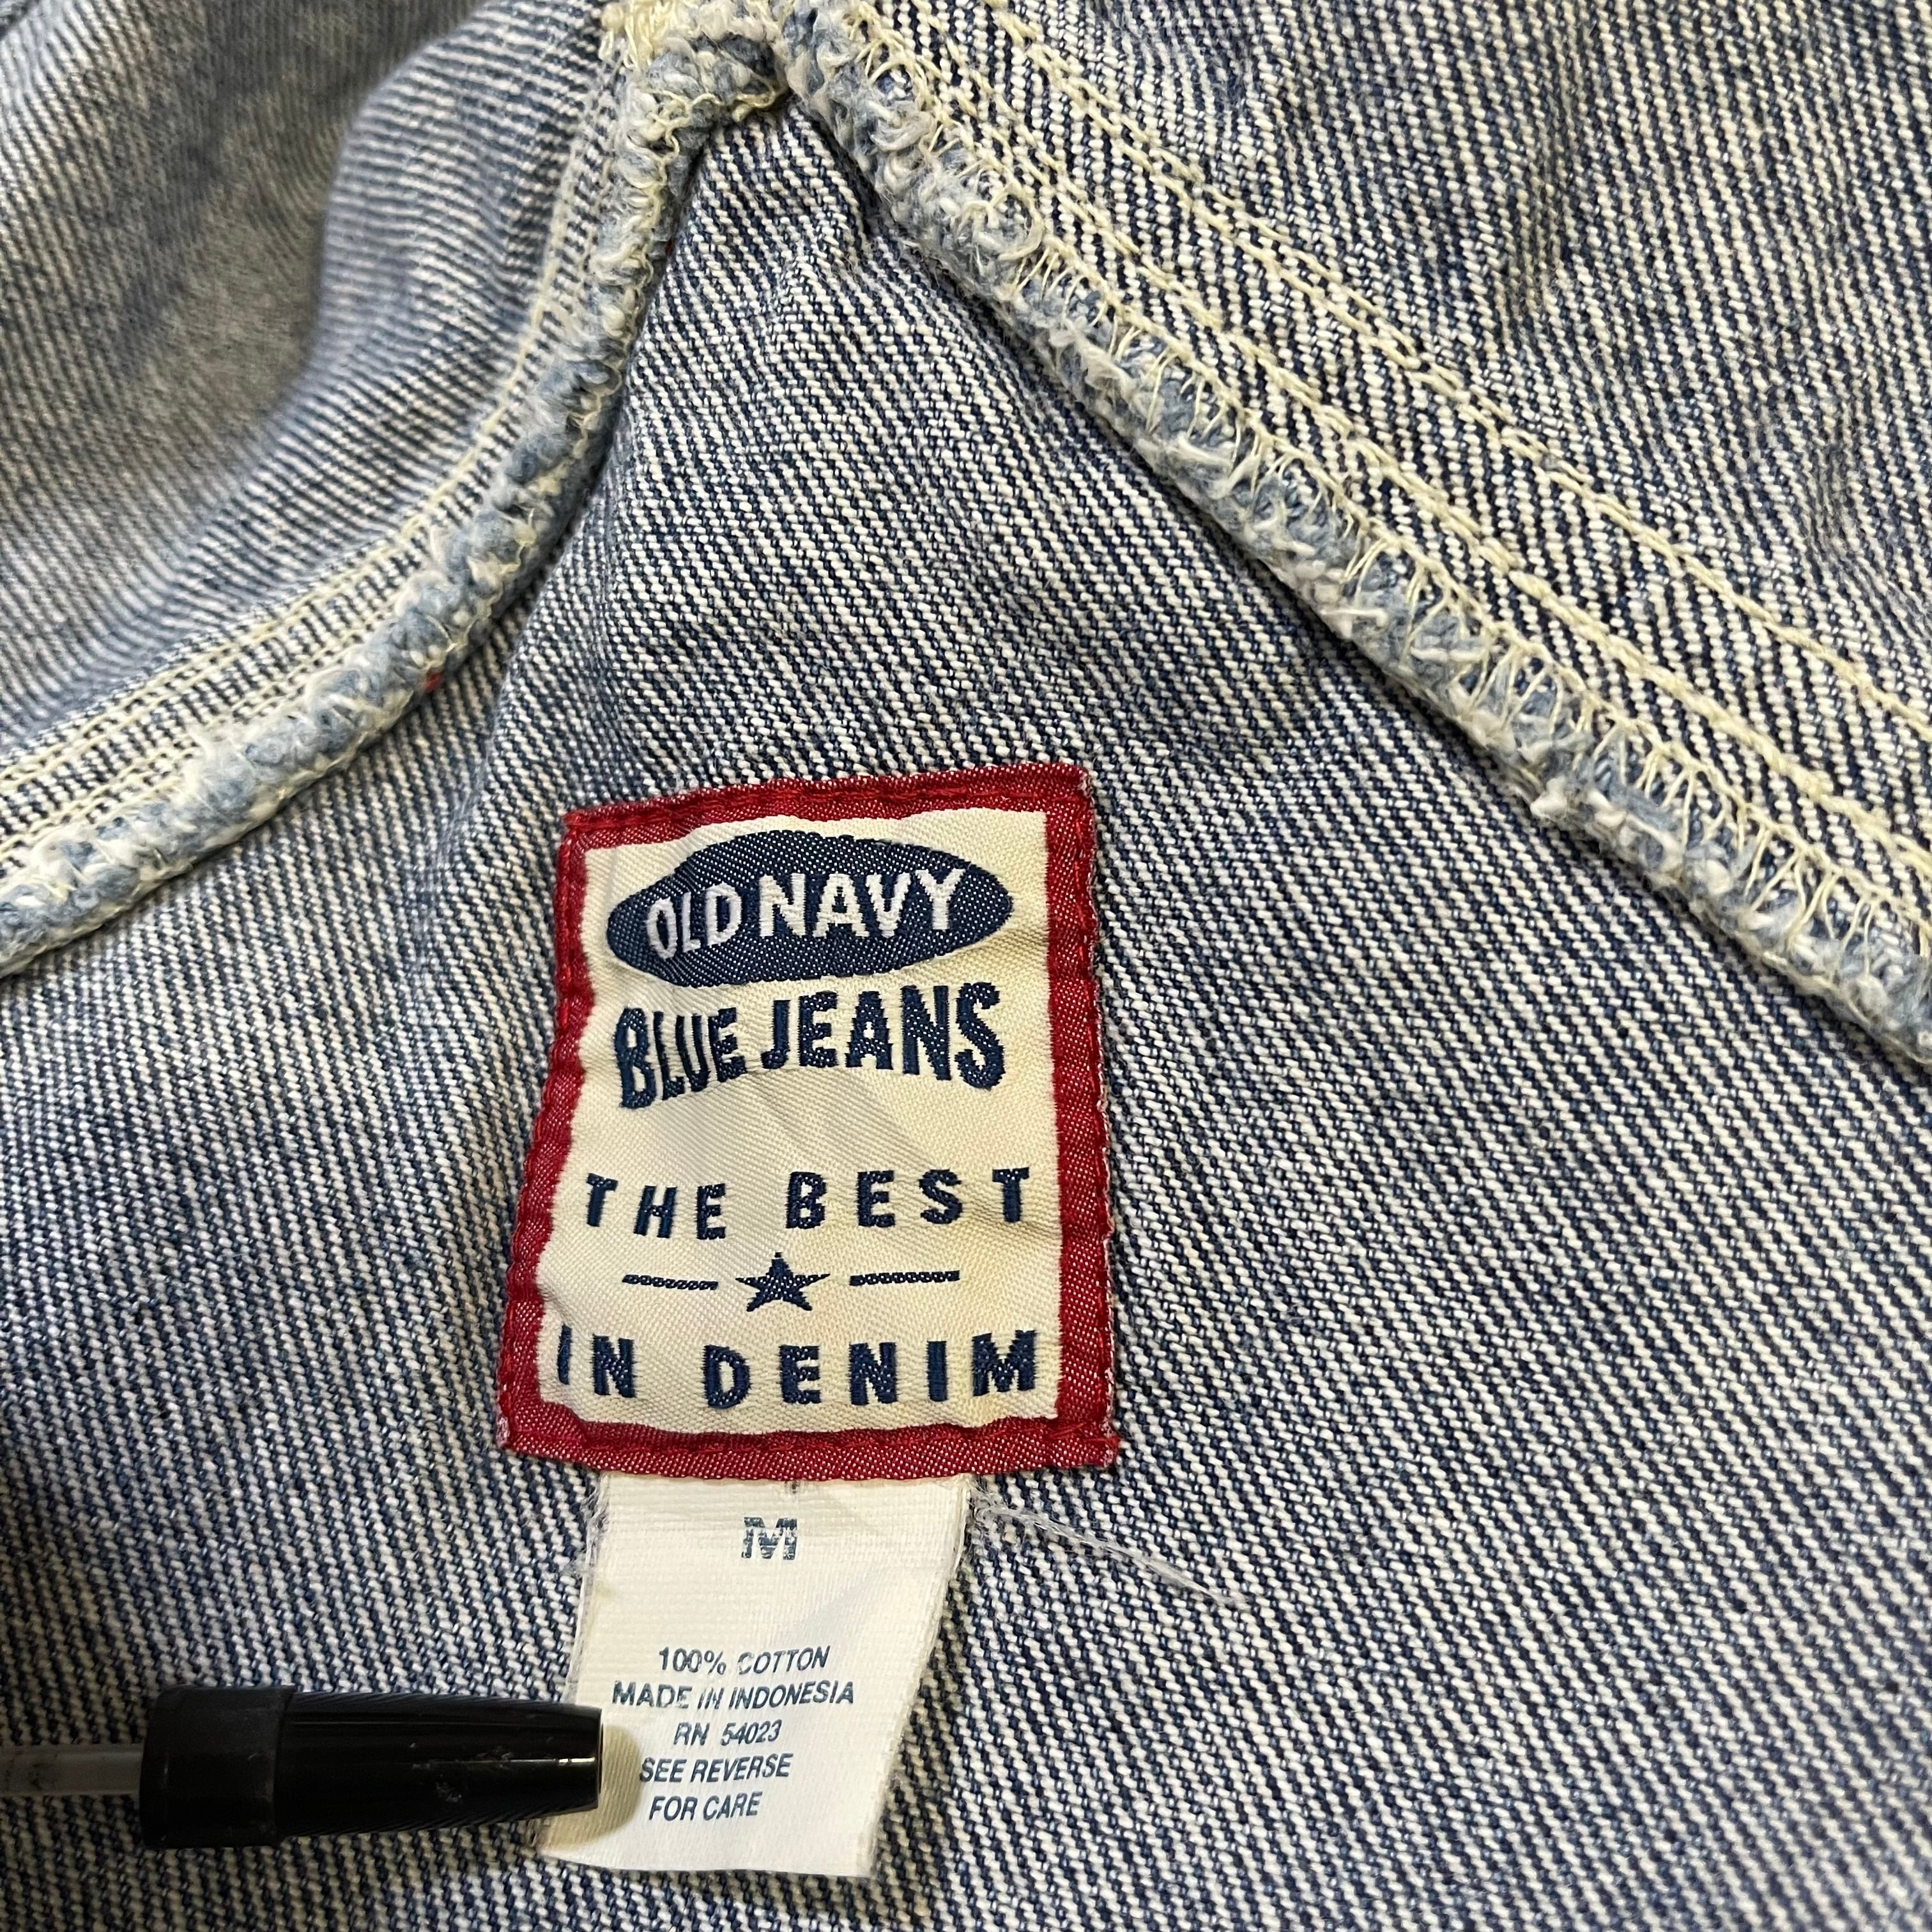 OLD NAVY
BLUE JEANS
THE BEST
IN DENIM
M
100% COTTON
MADE IN INDONESIA
RN 54023
SEE REVERSE
FOR CARE